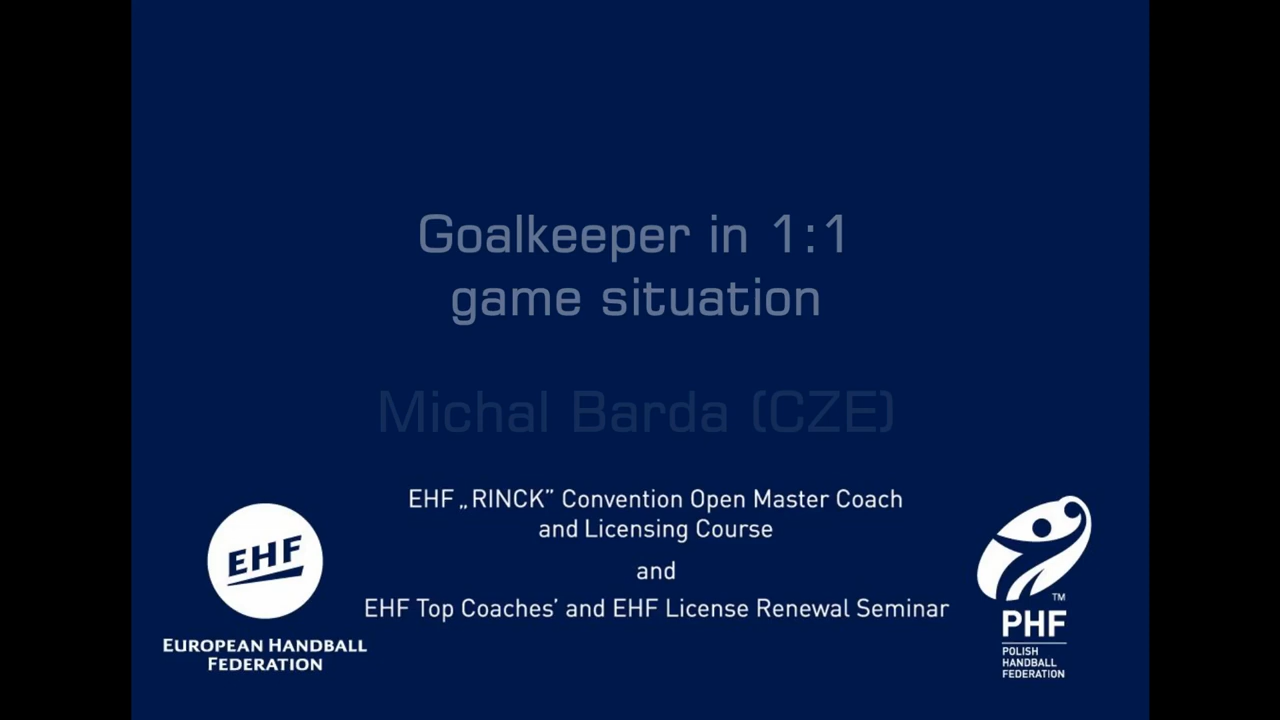 Goalkeeper in 1:1
game situation
Michal Barda (CZE)
EHF „RINCK” Convention Open Master Coach
and Licensing Course
and
EHF Top Coaches’ and EHF License Renewal Seminar
EHF
EUROPEAN HANDBALL
FEDERATION
TM
PHF
POLISH
HANDBALL
FEDERATION